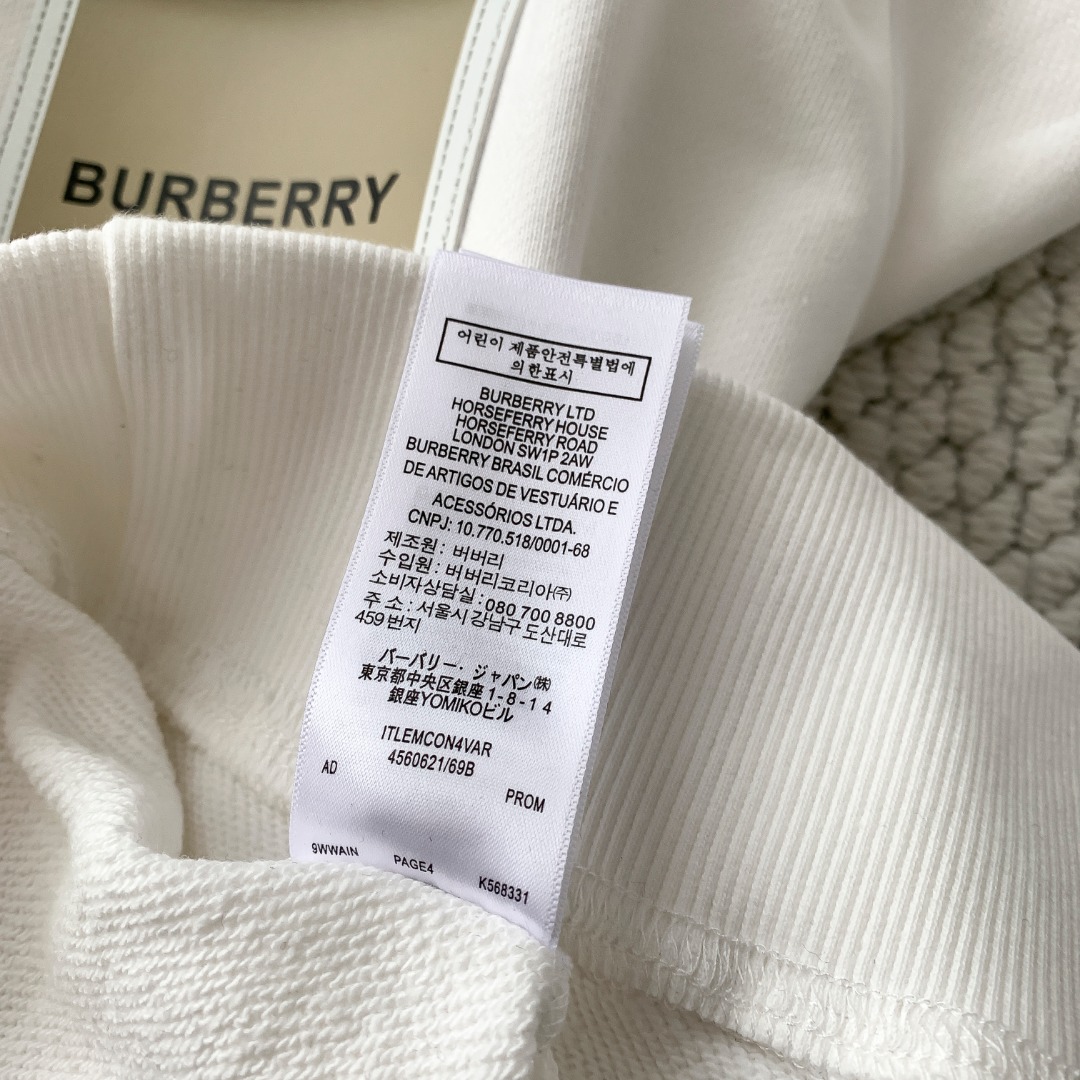 BURBERRY
어린이 제품안전특별법에
의한표시
BURBERRY LTD
HORSEFERRY HOUSE
HORSEFERRY ROAD
LONDON SW1P 2AW
BURBERRY BRASIL COMÉRCIO
DE ARTIGOS DE VESTUÁRIO E
ACESSÓRIOS LTDA.
CNPJ: 10.770.518/0001-68
제조원: 버버리
수입원: 버버리코리아㈜
소비자상담실: 080 700 8800
주 소: 서울시 강남구 도산대로
459 번지
バーバリー・ジャパン㈱
東京都中央区銀座 1-8-14
銀座YOMIKOビル
ITLEMCON4VAR
4560621/69B
AD
PROM
9WWAIN PAGE4 K568331